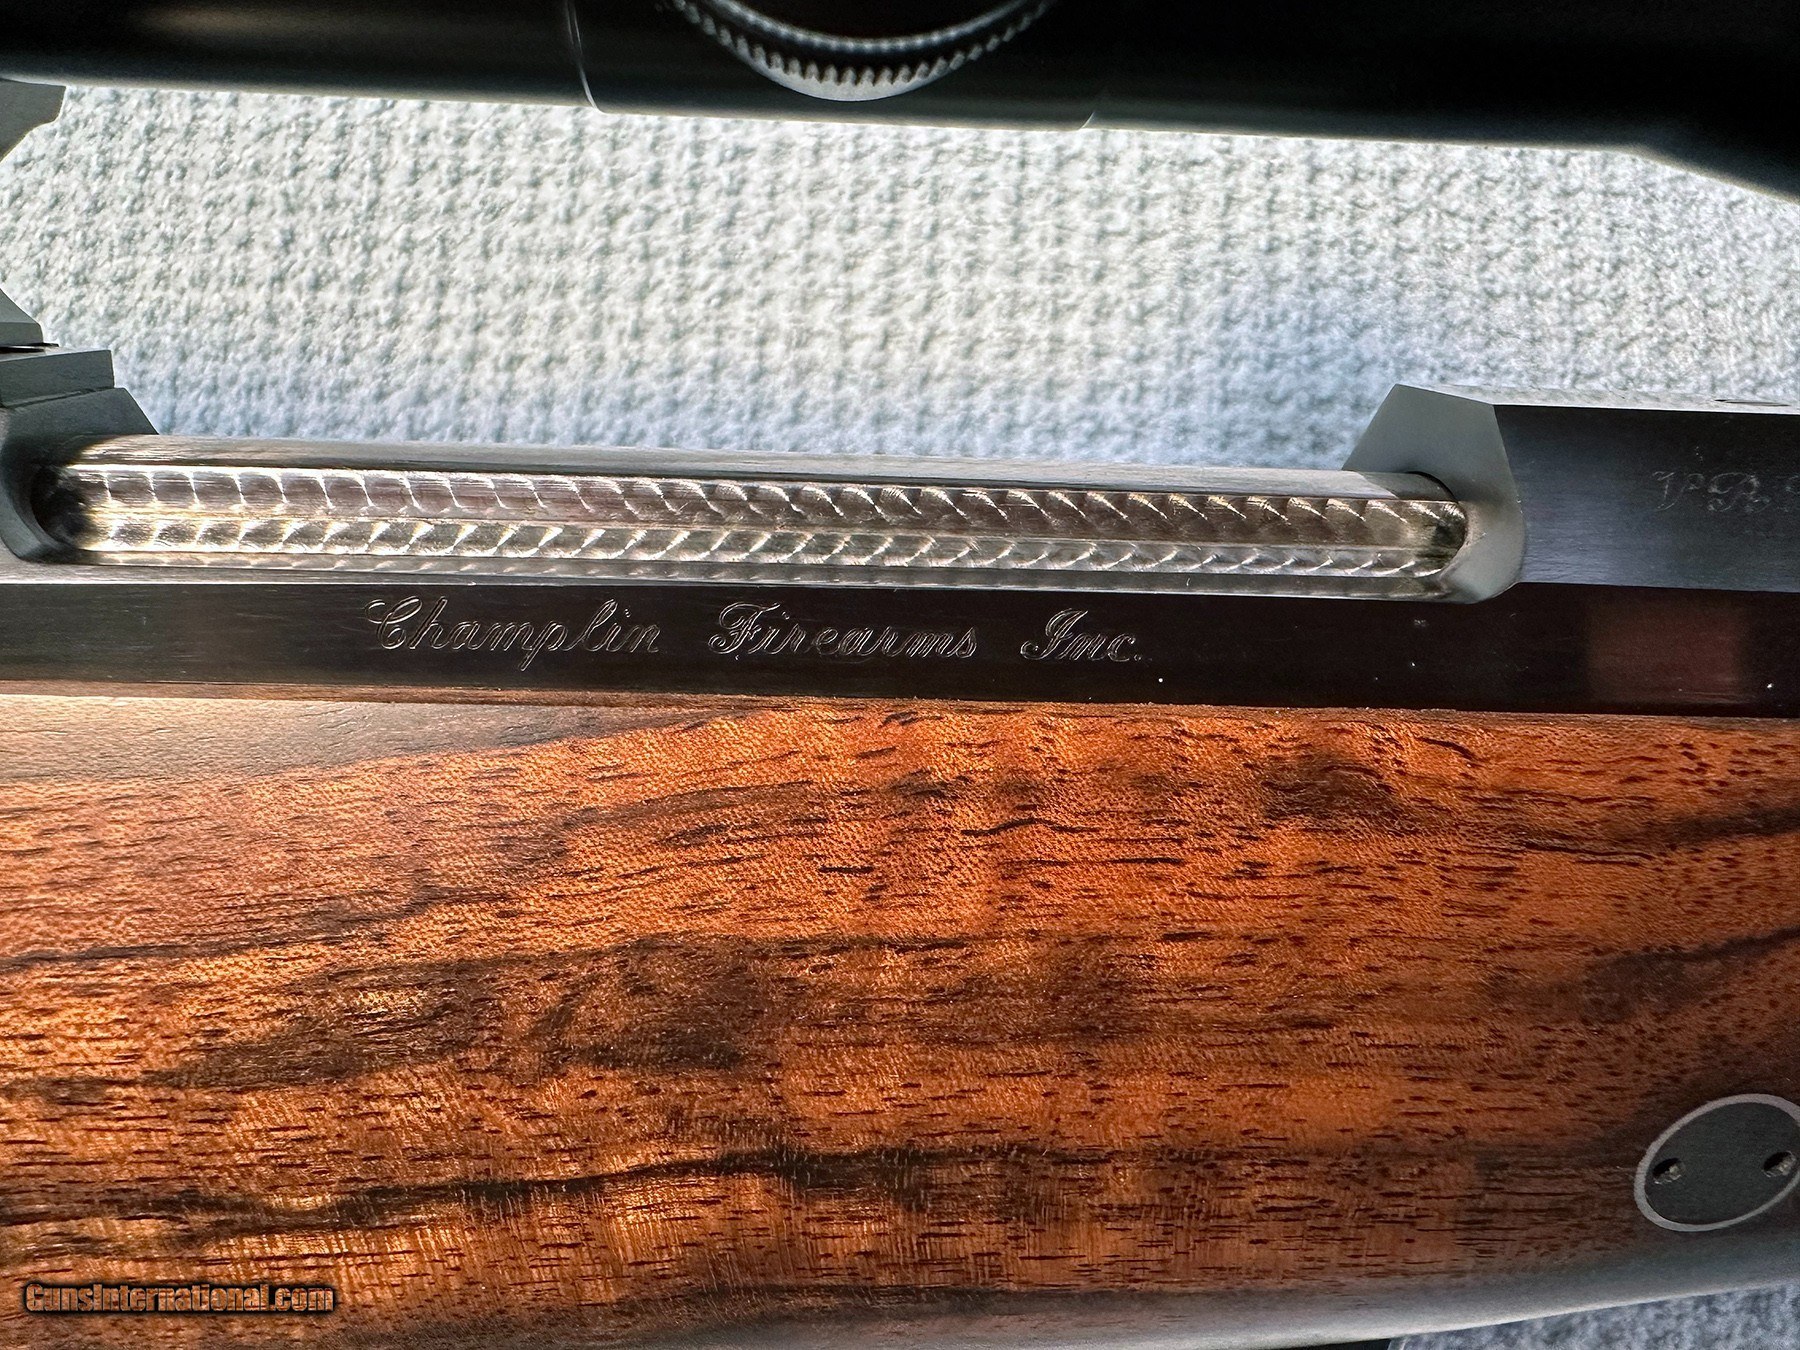 Champlin Firearms Inc.
GunsInternational.com